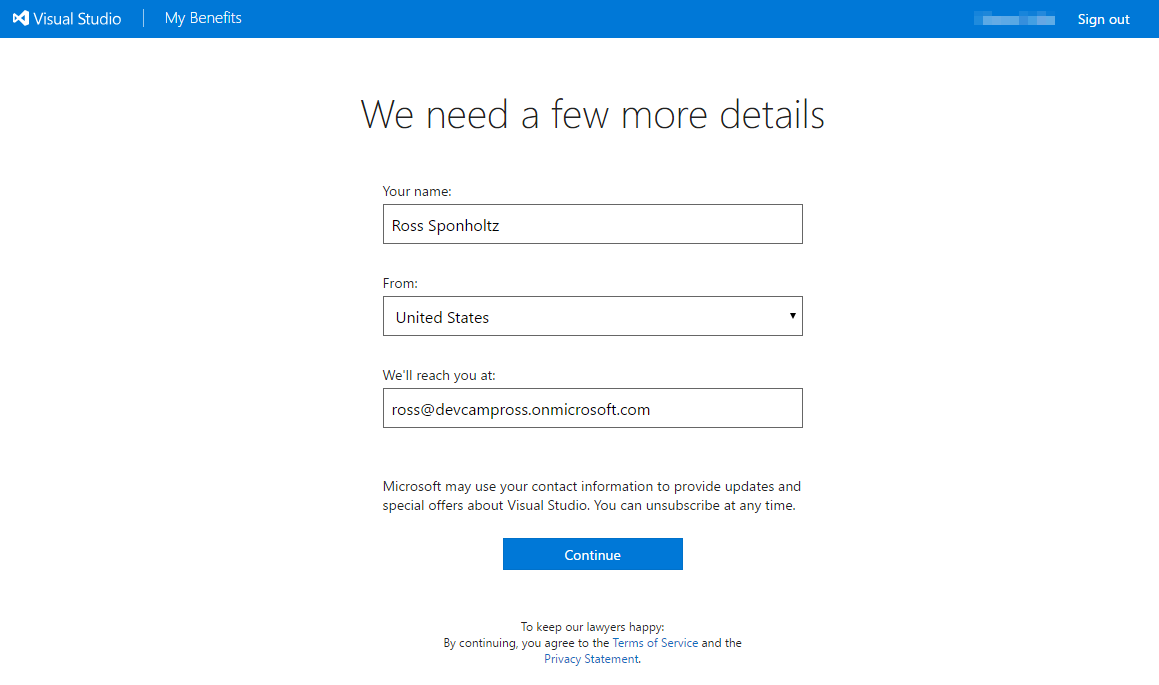 Visual Studio | My Benefits Sign out
We need a few more details
Your name:
Ross Sponholtz
From:
United States
We'll reach you at:
ross@devcampross.onmicrosoft.com
Microsoft may use your contact information to provide updates and
special offers about Visual Studio. You can unsubscribe at any time.
Continue
To keep our lawyers happy:
By continuing, you agree to the Terms of Service and the
Privacy Statement.